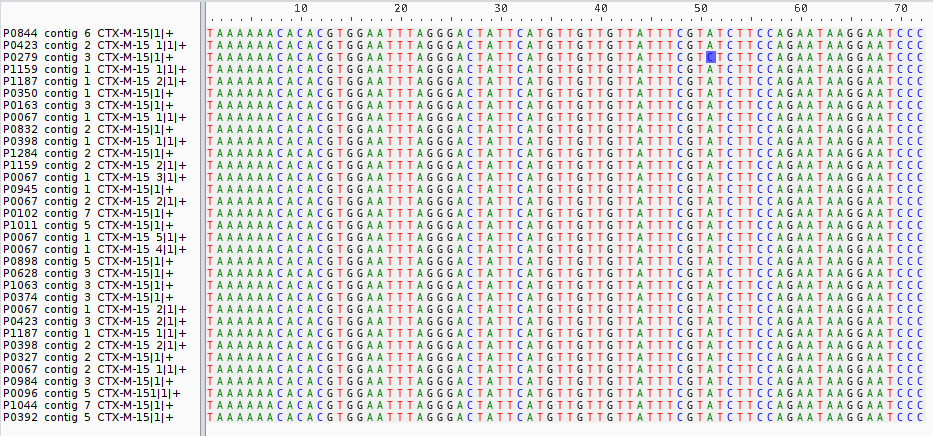 10 20 30 40 50 60 70
P0844 contig 6 CTX-M-15|1|+ TAAAAAACACACGTGGAATTTAGGGACTATTCATGTTGTTGTTATTTCGTATCTTCCAGAATAAGGAATCCC
P0423 contig 2 CTX-M-15 1|1|+ TAAAAAACACACGTGGAATTTAGGGACTATTCATGTTGTTGTTATTTCGTATCTTCCAGAATAAGGAATCCC
P0279 contig 3 CTX-M-15|1|+ TAAAAAACACACGTGGAATTTAGGGACTATTCATGTTGTTGTTATTTCGTCTCTTCCAGAATAAGGAATCCC
P1159 contig 1 CTX-M-15 1|1|+ TAAAAAACACACGTGGAATTTAGGGACTATTCATGTTGTTGTTATTTCGTATCTTCCAGAATAAGGAATCCC
P1187 contig 1 CTX-M-15 2|1|+ TAAAAAACACACGTGGAATTTAGGGACTATTCATGTTGTTGTTATTTCGTATCTTCCAGAATAAGGAATCCC
P0350 contig 1 CTX-M-15|1|+ TAAAAAACACACGTGGAATTTAGGGACTATTCATGTTGTTGTTATTTCGTATCTTCCAGAATAAGGAATCCC
P0163 contig 3 CTX-M-15|1|+ TAAAAAACACACGTGGAATTTAGGGACTATTCATGTTGTTGTTATTTCGTATCTTCCAGAATAAGGAATCCC
P0067 contig 1 CTX-M-15 1|1|+ TAAAAAACACACGTGGAATTTAGGGACTATTCATGTTGTTGTTATTTCGTATCTTCCAGAATAAGGAATCCC
P0832 contig 2 CTX-M-15|1|+ TAAAAAACACACGTGGAATTTAGGGACTATTCATGTTGTTGTTATTTCGTATCTTCCAGAATAAGGAATCCC
P0398 contig 1 CTX-M-15 1|1|+ TAAAAAACACACGTGGAATTTAGGGACTATTCATGTTGTTGTTATTTCGTATCTTCCAGAATAAGGAATCCC
P1284 contig 2 CTX-M-15|1|+ TAAAAAACACACGTGGAATTTAGGGACTATTCATGTTGTTGTTATTTCGTATCTTCCAGAATAAGGAATCCC
P1159 contig 2 CTX-M-15 2|1|+ TAAAAAACACACGTGGAATTTAGGGACTATTCATGTTGTTGTTATTTCGTATCTTCCAGAATAAGGAATCCC
P0067 contig 1 CTX-M-15 3|1|+ TAAAAAACACACGTGGAATTTAGGGACTATTCATGTTGTTGTTATTTCGTATCTTCCAGAATAAGGAATCCC
P0945 contig 1 CTX-M-15|1|+ TAAAAAACACACGTGGAATTTAGGGACTATTCATGTTGTTGTTATTTCGTATCTTCCAGAATAAGGAATCCC
P0067 contig 2 CTX-M-15 2|1|+ TAAAAAACACACGTGGAATTTAGGGACTATTCATGTTGTTGTTATTTCGTATCTTCCAGAATAAGGAATCCC
P0102 contig 7 CTX-M-15|1|+ TAAAAAACACACGTGGAATTTAGGGACTATTCATGTTGTTGTTATTTCGTATCTTCCAGAATAAGGAATCCC
P1011 contig 5 CTX-M-15|1|+ TAAAAAACACACGTGGAATTTAGGGACTATTCATGTTGTTGTTATTTCGTATCTTCCAGAATAAGGAATCCC
P0067 contig 1 CTX-M-15 5|1|+ TAAAAAACACACGTGGAATTTAGGGACTATTCATGTTGTTGTTATTTCGTATCTTCCAGAATAAGGAATCCC
P0067 contig 1 CTX-M-15 4|1|+ TAAAAAACACACGTGGAATTTAGGGACTATTCATGTTGTTGTTATTTCGTATCTTCCAGAATAAGGAATCCC
P0898 contig 5 CTX-M-15|1|+ TAAAAAACACACGTGGAATTTAGGGACTATTCATGTTGTTGTTATTTCGTATCTTCCAGAATAAGGAATCCC
P0628 contig 3 CTX-M-15|1|+ TAAAAAACACACGTGGAATTTAGGGACTATTCATGTTGTTGTTATTTCGTATCTTCCAGAATAAGGAATCCC
P1063 contig 3 CTX-M-15|1|+ TAAAAAACACACGTGGAATTTAGGGACTATTCATGTTGTTGTTATTTCGTATCTTCCAGAATAAGGAATCCC
P0374 contig 3 CTX-M-15|1|+ TAAAAAACACACGTGGAATTTAGGGACTATTCATGTTGTTGTTATTTCGTATCTTCCAGAATAAGGAATCCC
P0067 contig 1 CTX-M-15 2|1|+ TAAAAAACACACGTGGAATTTAGGGACTATTCATGTTGTTGTTATTTCGTATCTTCCAGAATAAGGAATCCC
P0423 contig 3 CTX-M-15 2|1|+ TAAAAAACACACGTGGAATTTAGGGACTATTCATGTTGTTGTTATTTCGTATCTTCCAGAATAAGGAATCCC
P1187 contig 1 CTX-M-15 1|1|+ TAAAAAACACACGTGGAATTTAGGGACTATTCATGTTGTTGTTATTTCGTATCTTCCAGAATAAGGAATCCC
P0398 contig 2 CTX-M-15 2|1|+ TAAAAAACACACGTGGAATTTAGGGACTATTCATGTTGTTGTTATTTCGTATCTTCCAGAATAAGGAATCCC
P0327 contig 2 CTX-M-15|1|+ TAAAAAACACACGTGGAATTTAGGGACTATTCATGTTGTTGTTATTTCGTATCTTCCAGAATAAGGAATCCC
P0067 contig 2 CTX-M-15 1|1|+ TAAAAAACACACGTGGAATTTAGGGACTATTCATGTTGTTGTTATTTCGTATCTTCCAGAATAAGGAATCCC
P0984 contig 3 CTX-M-15|1|+ TAAAAAACACACGTGGAATTTAGGGACTATTCATGTTGTTGTTATTTCGTATCTTCCAGAATAAGGAATCCC
P0096 contig 5 CTX-M-151|1|+ TAAAAAACACACGTGGAATTTAGGGACTATTCATGTTGTTGTTATTTCGTATCTTCCAGAATAAGGAATCCC
P1044 contig 7 CTX-M-15|1|+ TAAAAAACACACGTGGAATTTAGGGACTATTCATGTTGTTGTTATTTCGTATCTTCCAGAATAAGGAATCCC
P0392 contig 5 CTX-M-15|1|+ TAAAAAACACACGTGGAATTTAGGGACTATTCATGTTGTTGTTATTTCGTATCTTCCAGAATAAGGAATCCC